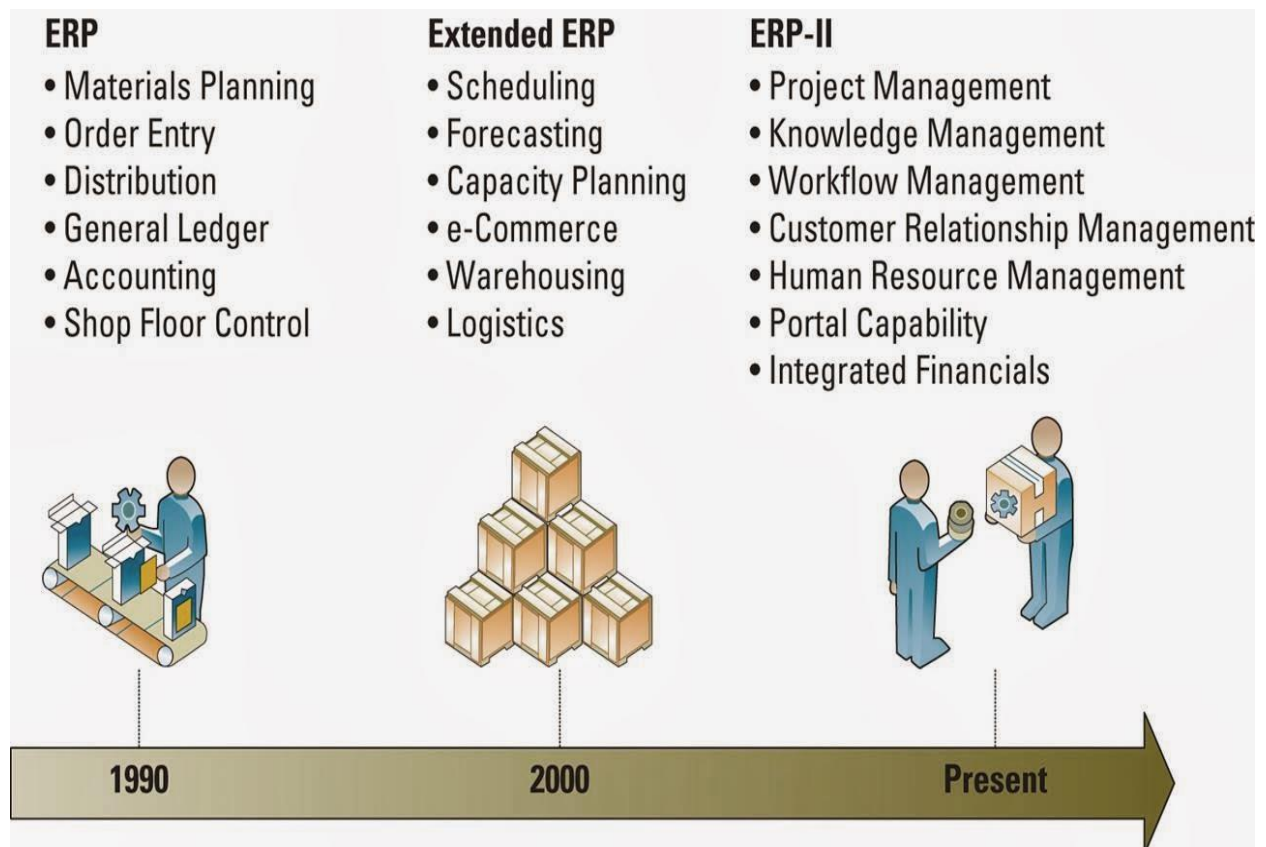 ERP
• Materials Planning
• Order Entry
• Distribution
• General Ledger
• Accounting
• Shop Floor Control
Extended ERP
• Scheduling
• Forecasting
• Capacity Planning
• e-Commerce
• Warehousing
• Logistics
ERP-II
• Project Management
• Knowledge Management
• Workflow Management
• Customer Relationship Management
• Human Resource Management
• Portal Capability
• Integrated Financials
1990
2000
Present